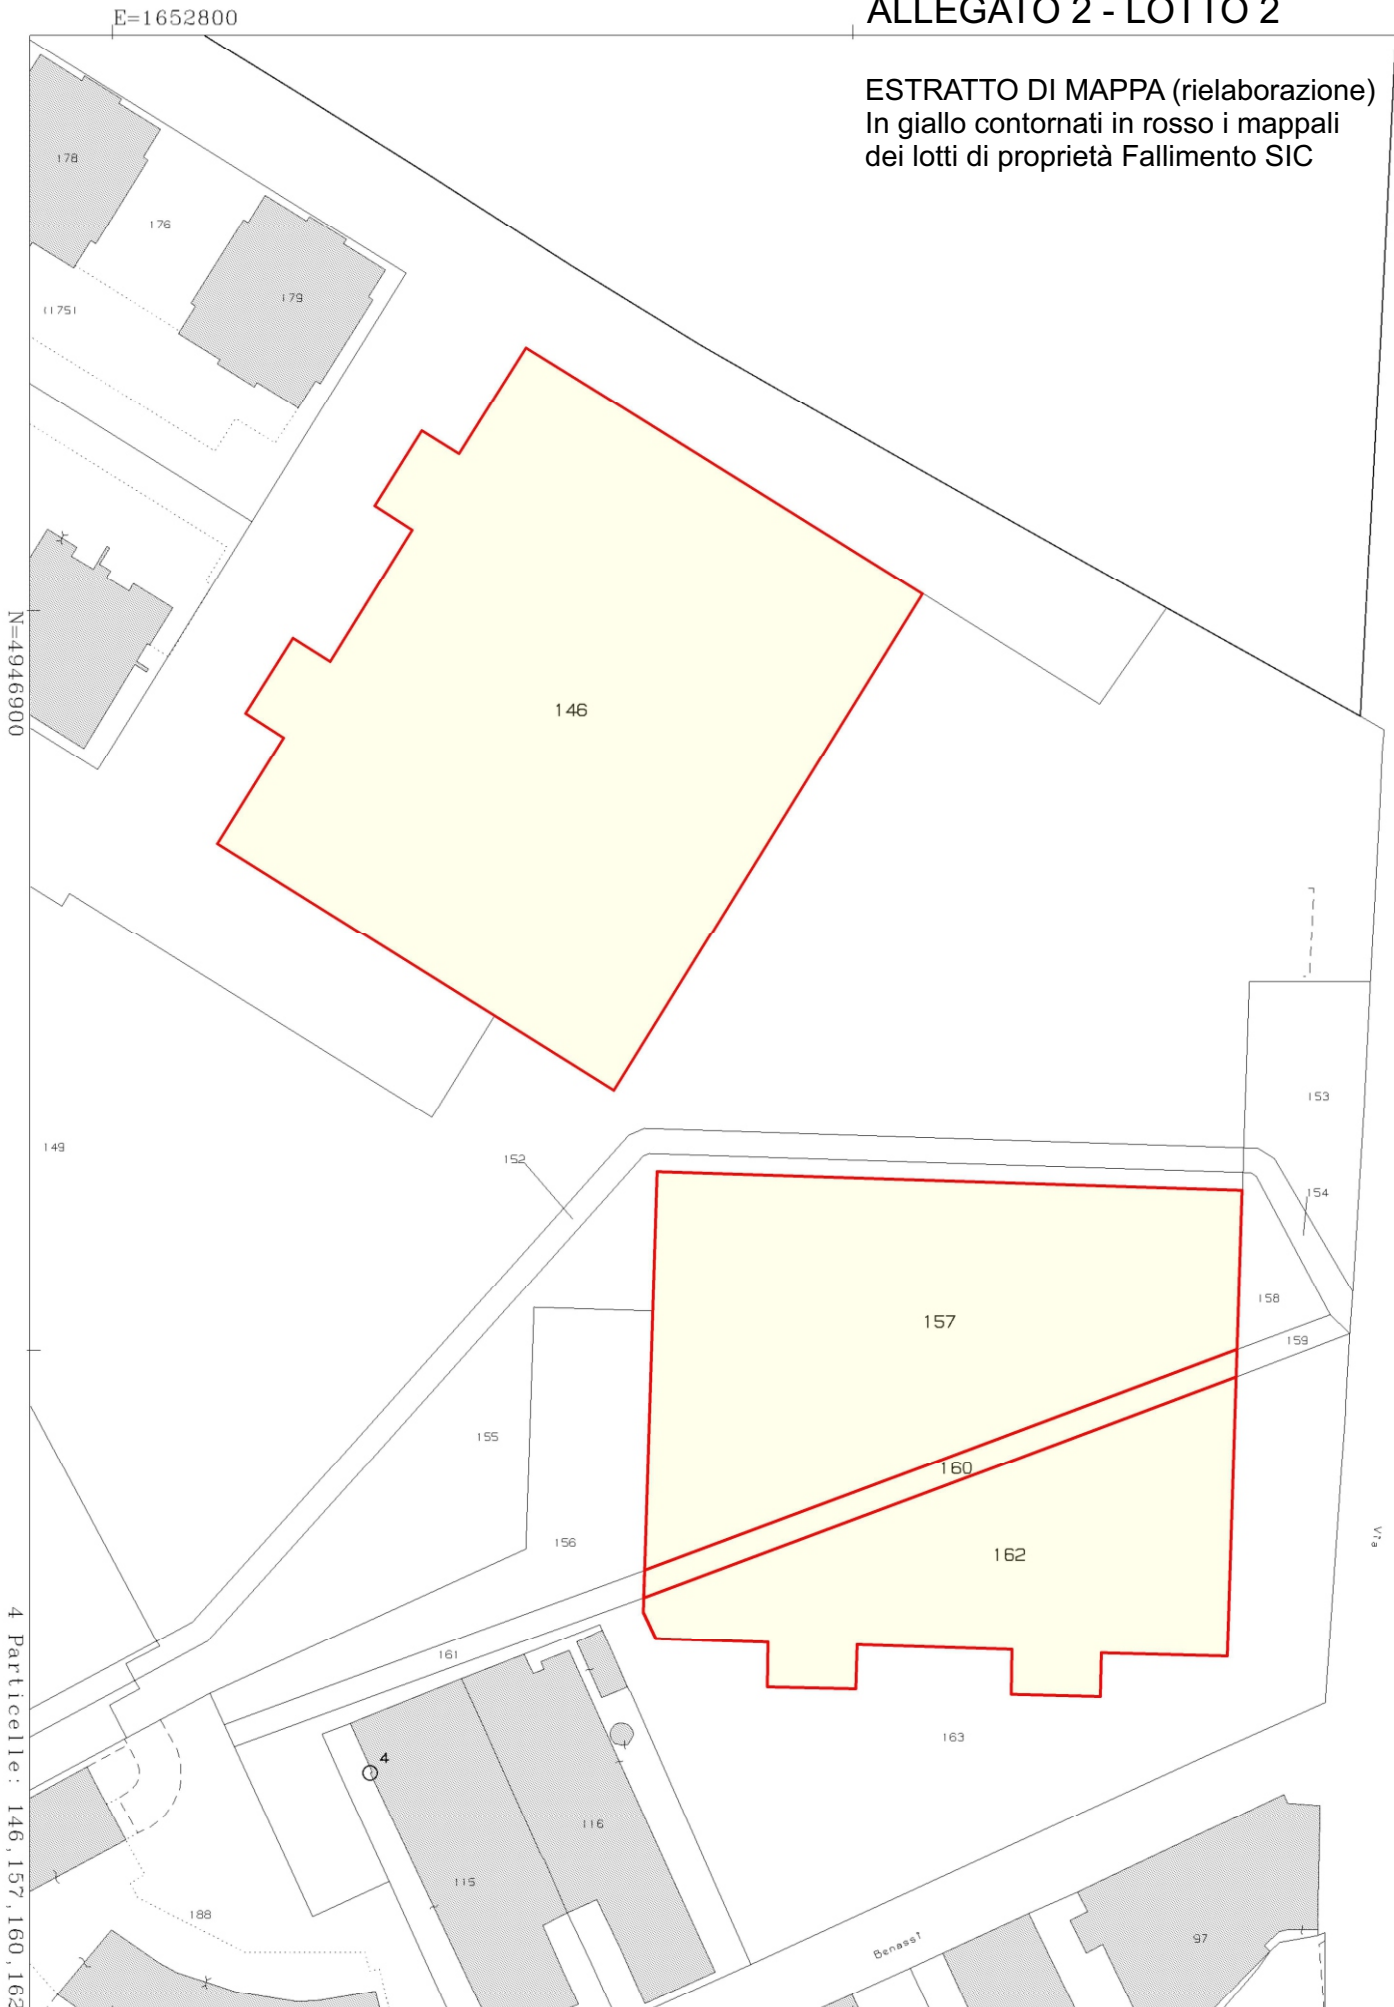 E=1652800
ALLEGATO 2 - LOTTO 2
ESTRATTO DI MAPPA (rielaborazione)
In giallo contornati in rosso i mappali
dei lotti di proprietà Fallimento SIC
178
176
179
(175)
N=4946900
146
149
152
153
154
158
157
159
155
160
156
162
Via
161
163
4
116
115
188
Benassi
97
4 Particelle: 146, 157, 160, 162